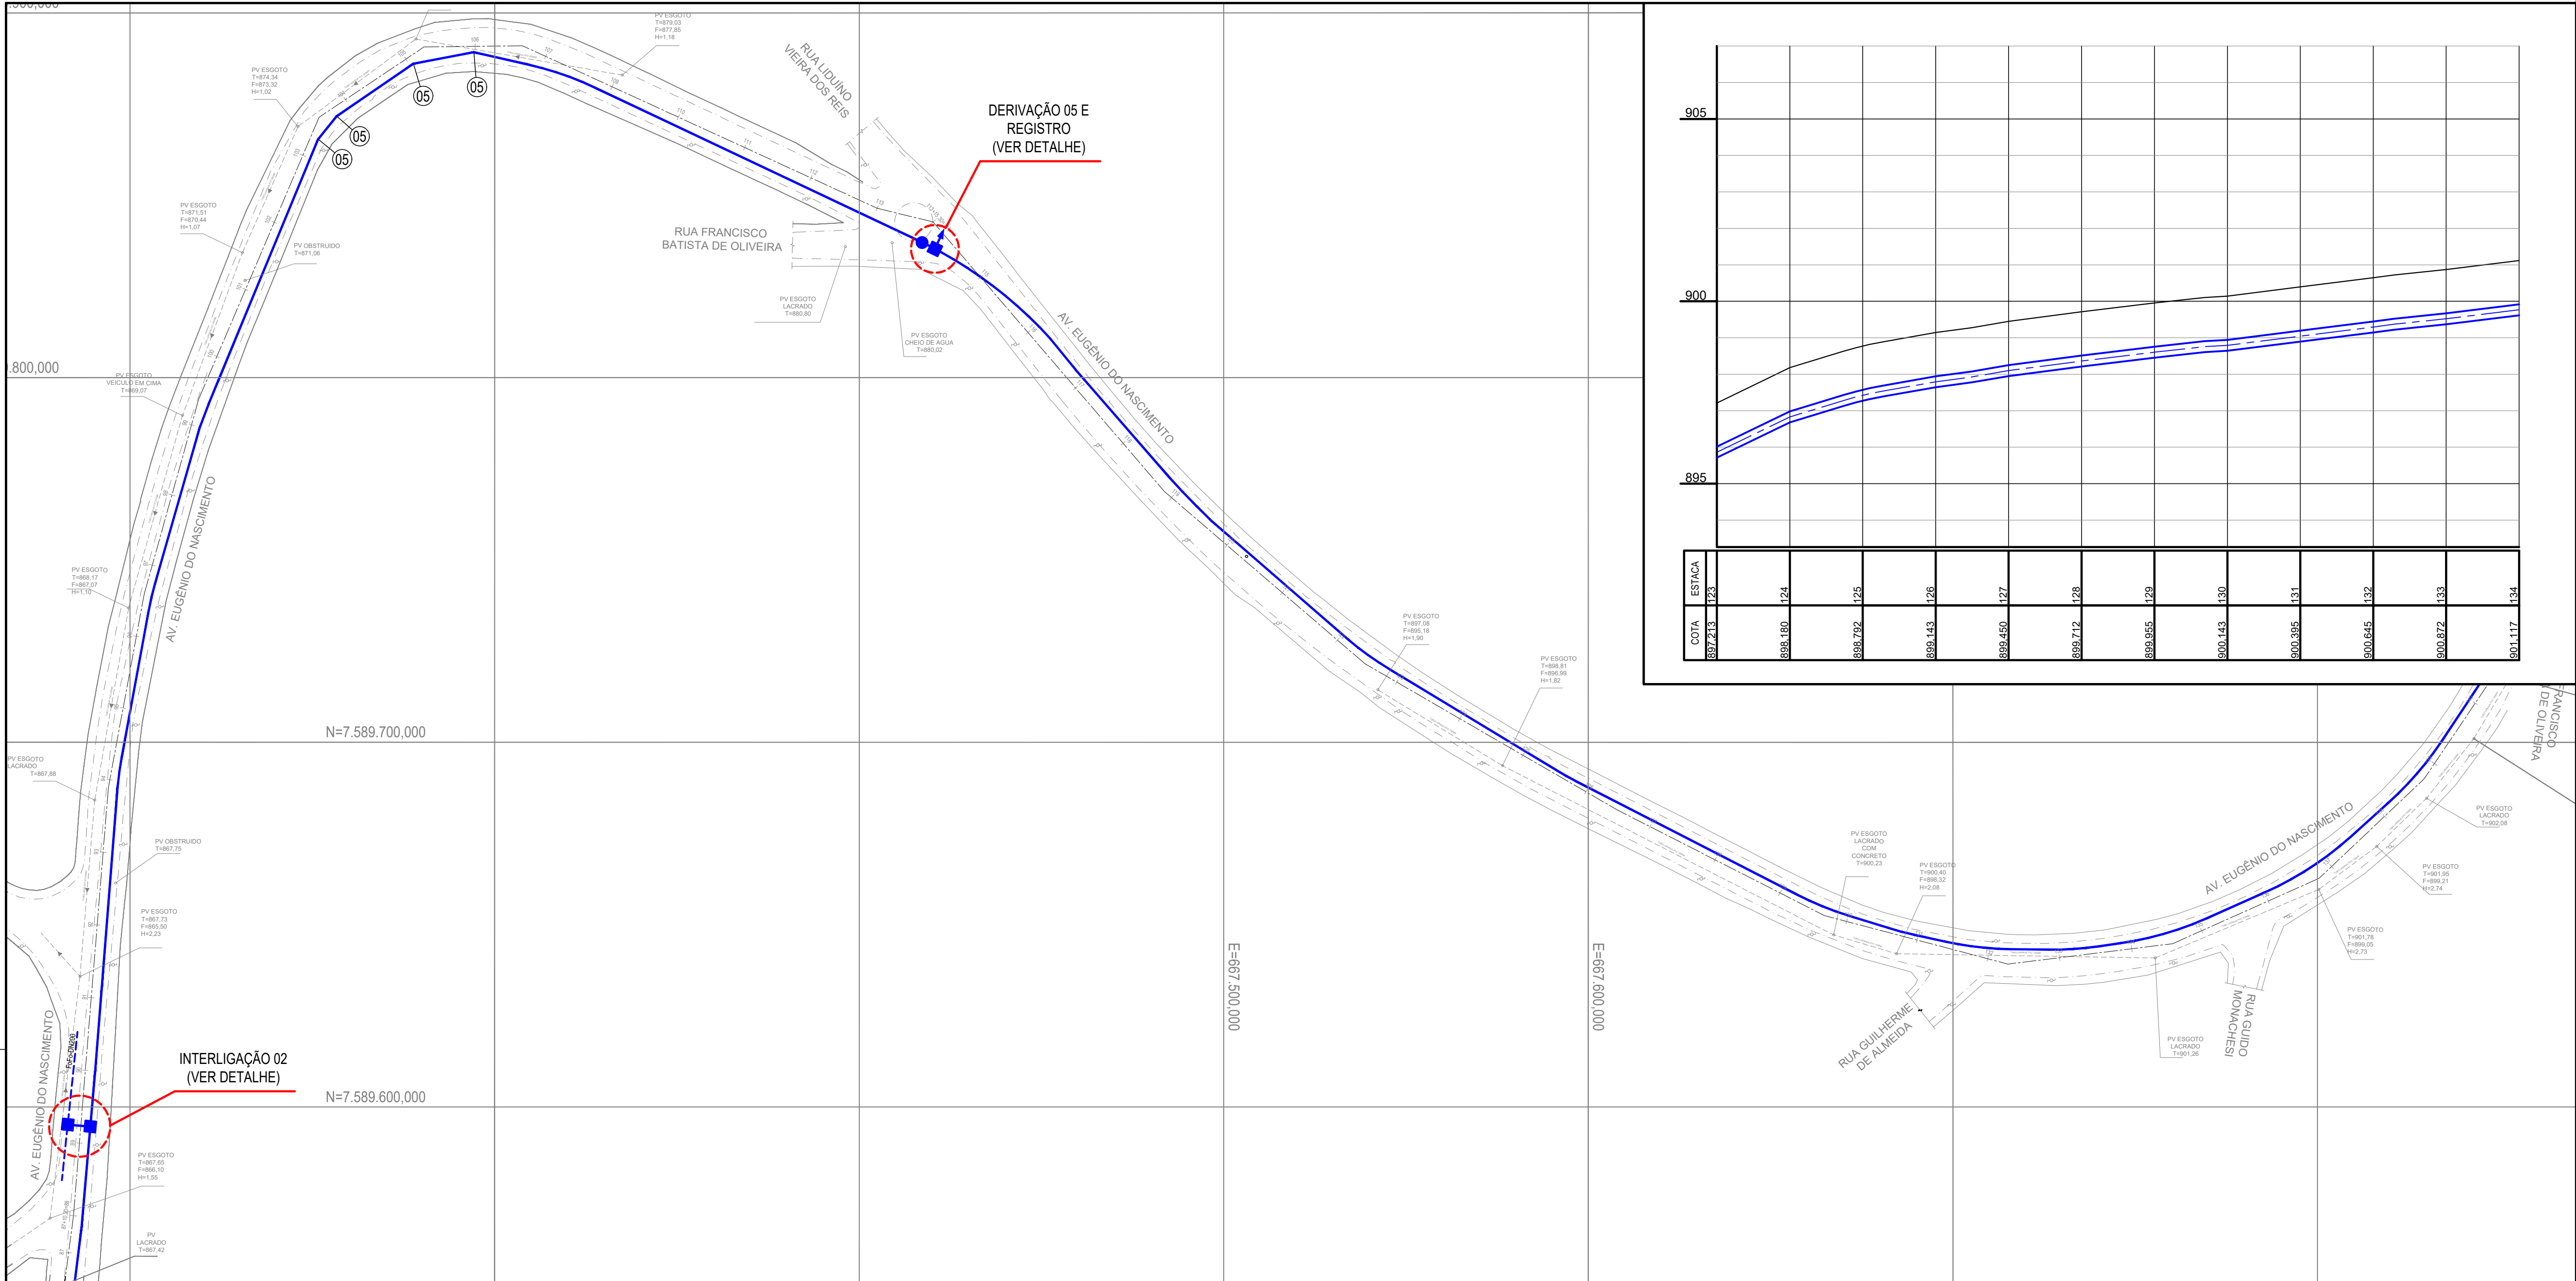 PV ESGOTO
T=879,03
F=877,85
H=1,18
PV ESGOTO
T=874,34
F=873,32
H=1,02
RUA LIDUÍNO
VIEIRA DOS REIS
DERIVAÇÃO 05 E
REGISTRO
(VER DETALHE)
05
05
05
05
PV ESGOTO
T=871,51
F=870,44
H=1,07
PV OBSTRUIDO
T=871,06
RUA FRANCISCO
BATISTA DE OLIVEIRA
PV ESGOTO
LACRADO
T=880,80
PV ESGOTO
CHEIO DE AGUA
T=880,02
AV. EUGÊNIO DO NASCIMENTO
.800,000
PV ESGOTO
VEICULO EM CIMA
T=869,07
AV. EUGÊNIO DO NASCIMENTO
PV ESGOTO
T=868,17
F=867,07
H=1,10
905
900
895
ESTACA
123
124
125
126
127
128
129
130
131
132
133
134
COTA
897,213
898,180
898,792
899,143
899,450
899,712
899,955
900,143
900,395
900,645
900,872
901,117
PV ESGOTO
T=897,08
F=895,18
H=1,90
PV ESGOTO
T=898,81
F=896,99
H=1,82
N=7.589.700,000
PV ESGOTO
LACRADO
T=867,88
PV OBSTRUIDO
T=867,75
PV ESGOTO
T=867,73
F=865,50
H=2,23
FRANCISCO
DE OLIVEIRA
PV ESGOTO
LACRADO
T=902,08
PV ESGOTO
LACRADO
COM
CONCRETO
T=900,23
PV ESGOTO
T=900,40
F=898,32
H=2,08
AV. EUGÊNIO DO NASCIMENTO
PV ESGOTO
T=901,95
F=899,21
H=2,74
PV ESGOTO
T=901,78
F=899,05
H=2,73
E=667.500,000
E=667.600,000
RUA GUILHERME
DE ALMEIDA
RUA GUIDO
MONACHESI
PV ESGOTO
LACRADO
T=901,26
AV. EUGÊNIO DO NASCIMENTO
FoFo-DN200
INTERLIGAÇÃO 02
(VER DETALHE)
N=7.589.600,000
PV ESGOTO
T=867,65
F=866,10
H=1,55
PV
LACRADO
T=867,42